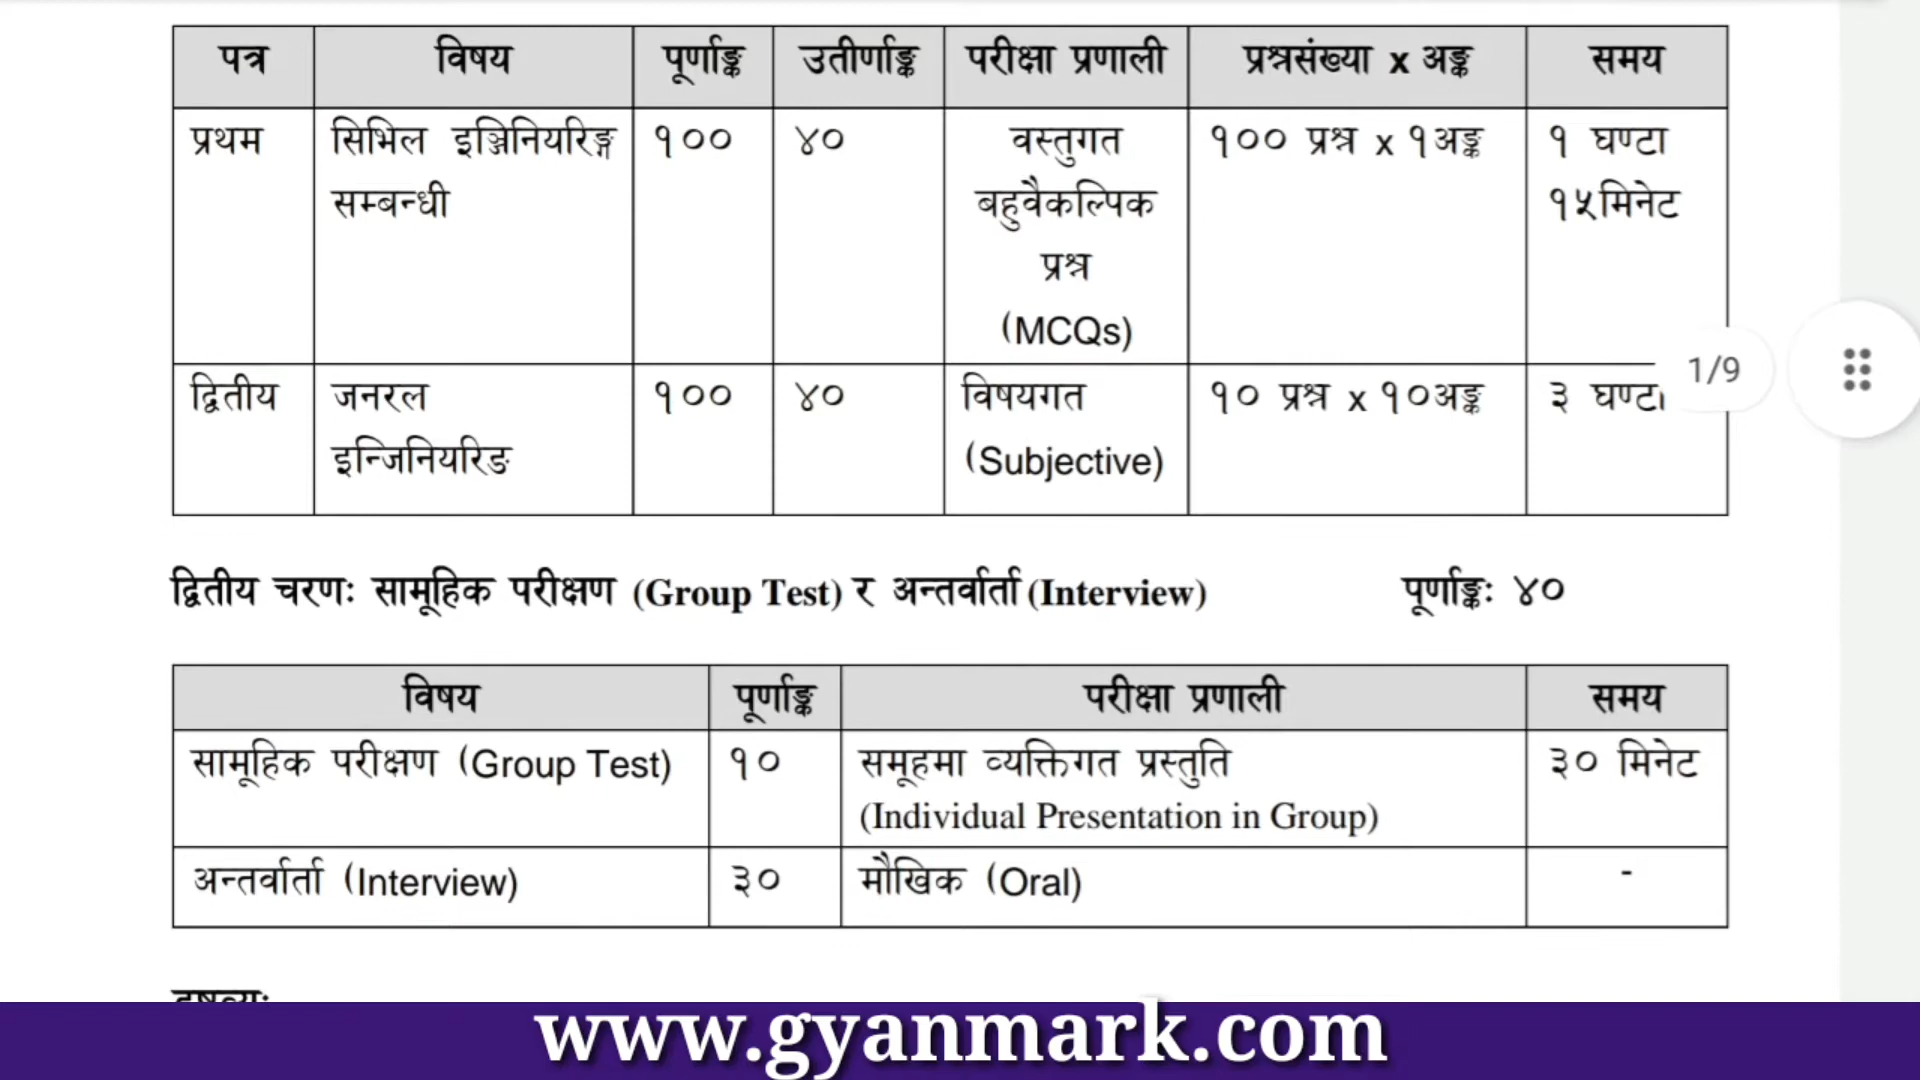 पत्र विषय पूर्णाङ्क उतीर्णाङ्क परीक्षा प्रणाली प्रश्नसंख्या x अङ्क समय
प्रथम सिभिल इञ्जिनियरिङ्ग १०० ४० वस्तुगत १०० प्रश्न x १अङ्क १ घण्टा
सम्बन्धी बहुवैकल्पिक १५मिनेट
प्रश्न
(MCQs)
1/9
द्वितीय जनरल १०० ४० विषयगत १० प्रश्न x १०अङ्क ३ घण्टा
इन्जिनियरिङ (Subjective)
द्वितीय चरणः सामूहिक परीक्षण (Group Test) र अन्तर्वार्ता (Interview) पूर्णाङ्कः ४०
विषय पूर्णाङ्क परीक्षा प्रणाली समय
सामूहिक परीक्षण (Group Test) १० समूहमा व्यक्तिगत प्रस्तुति ३० मिनेट
(Individual Presentation in Group)
अन्तर्वार्ता (Interview) ३० मौखिक (Oral) -
www.gyanmark.com